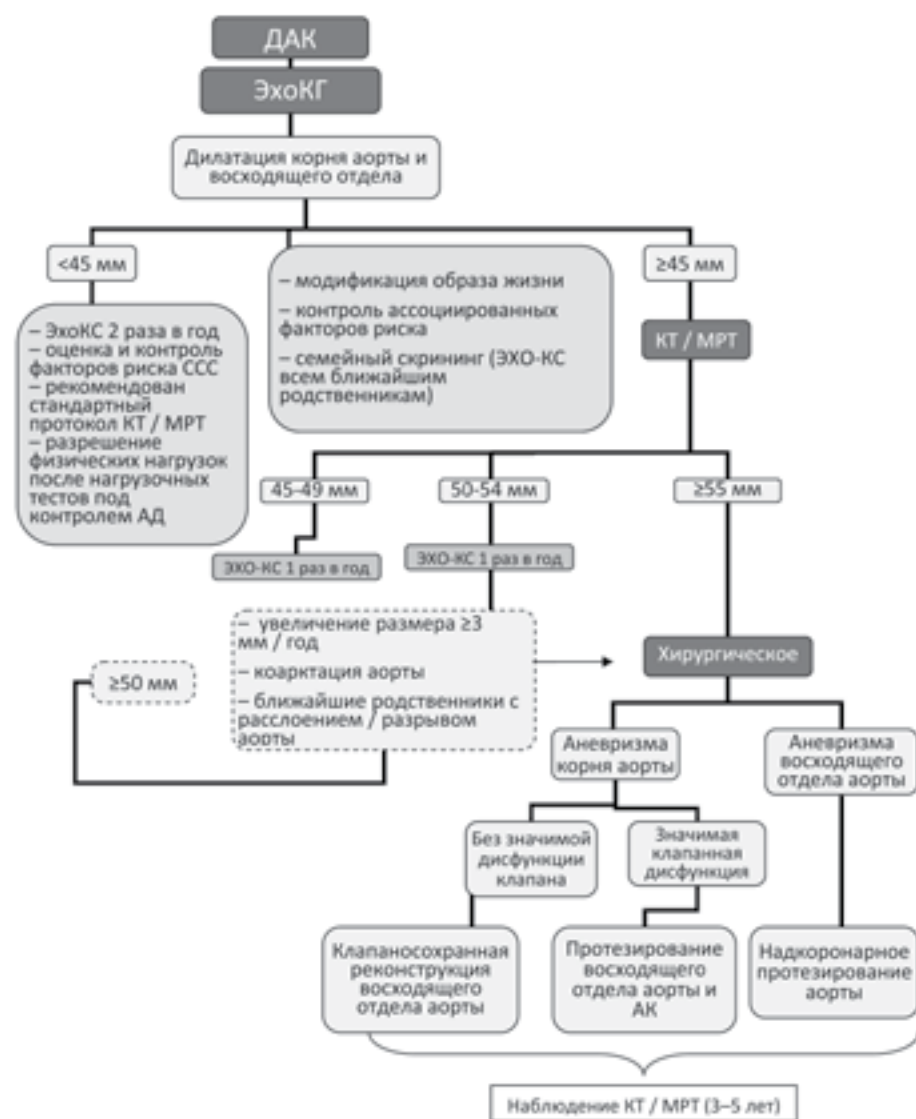 ДАК
ЭхоКГ
Дилатация корня аорты и
восходящего отдела
<45 мм
– ЭхоКС 2 раза в год
– оценка и контроль
факторов риска ССС
– рекомендован
стандартный
протокол КТ / МРТ
– разрешение
физических нагрузок
после нагрузочных
тестов под
контролем АД
– модификация образа жизни
– контроль ассоциированных
факторов риска
– семейный скрининг (ЭХО-КС
всем ближайшим
родственникам)
≥45 мм
КТ / МРТ
45-49 мм
50-54 мм
≥55 мм
ЭХО-КС 1 раз в год
ЭХО-КС 1 раз в год
– увеличение размера ≥3
мм / год
– коарктация аорты
– ближайшие родственники с
расслоением / разрывом
аорты
≥50 мм
Хирургическое
Аневризма
корня аорты
Аневризма
восходящего
отдела аорты
Без значимой
дисфункции
клапана
Значимая
клапанная
дисфункция
Клапаносохранная
реконструкция
восходящего
отдела аорты
Протезирование
восходящего
отдела аорты и
АК
Надкоронарное
протезирование
аорты
Наблюдение КТ / МРТ (3–5 лет)